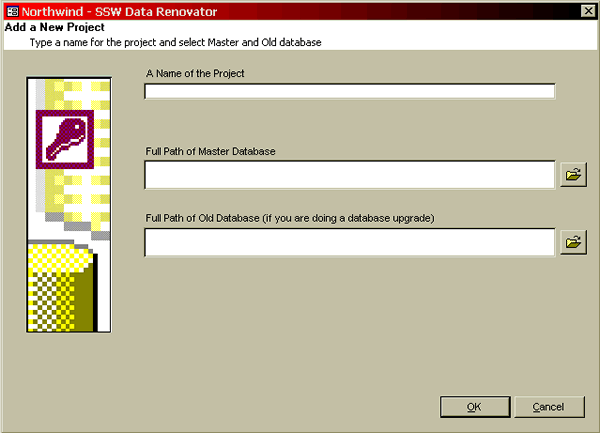 Northwind - SSW Data Renovator
Add a New Project
Type a name for the project and select Master and Old database
A Name of the Project
Full Path of Master Database
Full Path of Old Database (if you are doing a database upgrade)
OK
Cancel